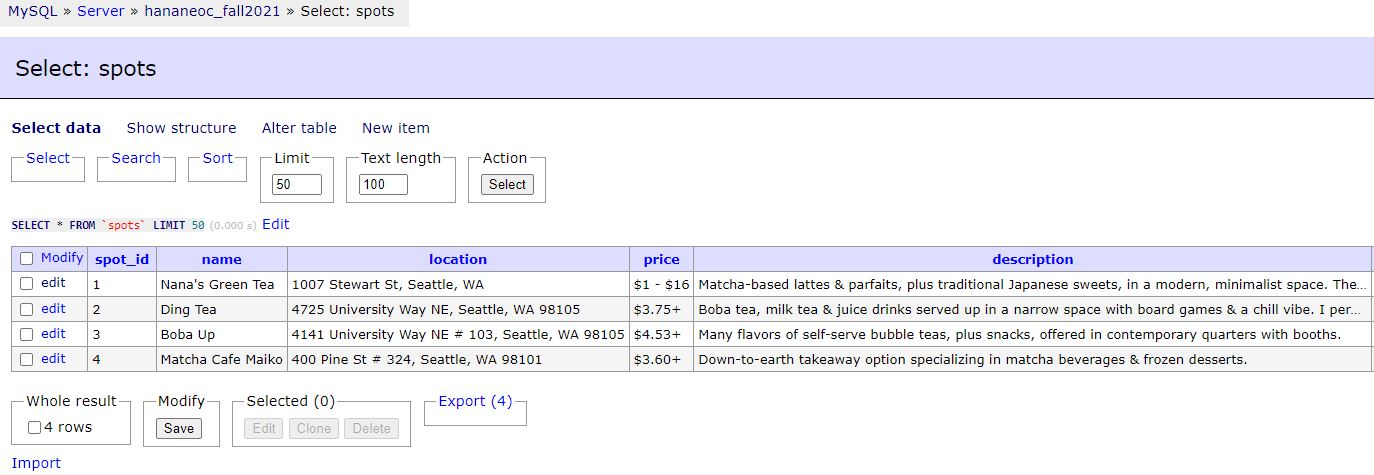 MySQL » Server » hananeoc_fall2021 » Select: spots
Select: spots
Select data Show structure Alter table New item
Select Search Sort Limit Text length Action
50 100 Select
SELECT * FROM `spots` LIMIT 50 (0.000 s) Edit
Modify spot_id name location price description
edit 1 Nana's Green Tea 1007 Stewart St, Seattle, WA $1 - $16 Matcha-based lattes & parfaits, plus traditional Japanese sweets, in a modern, minimalist space. The…
edit 2 Ding Tea 4725 University Way NE, Seattle, WA 98105 $3.75+ Boba tea, milk tea & juice drinks served up in a narrow space with board games & a chill vibe. I per…
edit 3 Boba Up 4141 University Way NE # 103, Seattle, WA 98105 $4.53+ Many flavors of self-serve bubble teas, plus snacks, offered in contemporary quarters with booths.
edit 4 Matcha Cafe Maiko 400 Pine St # 324, Seattle, WA 98101 $3.60+ Down-to-earth takeaway option specializing in matcha beverages & frozen desserts.
Whole result Modify Selected (0) Export (4)
4 rows Save Edit Clone Delete
Import